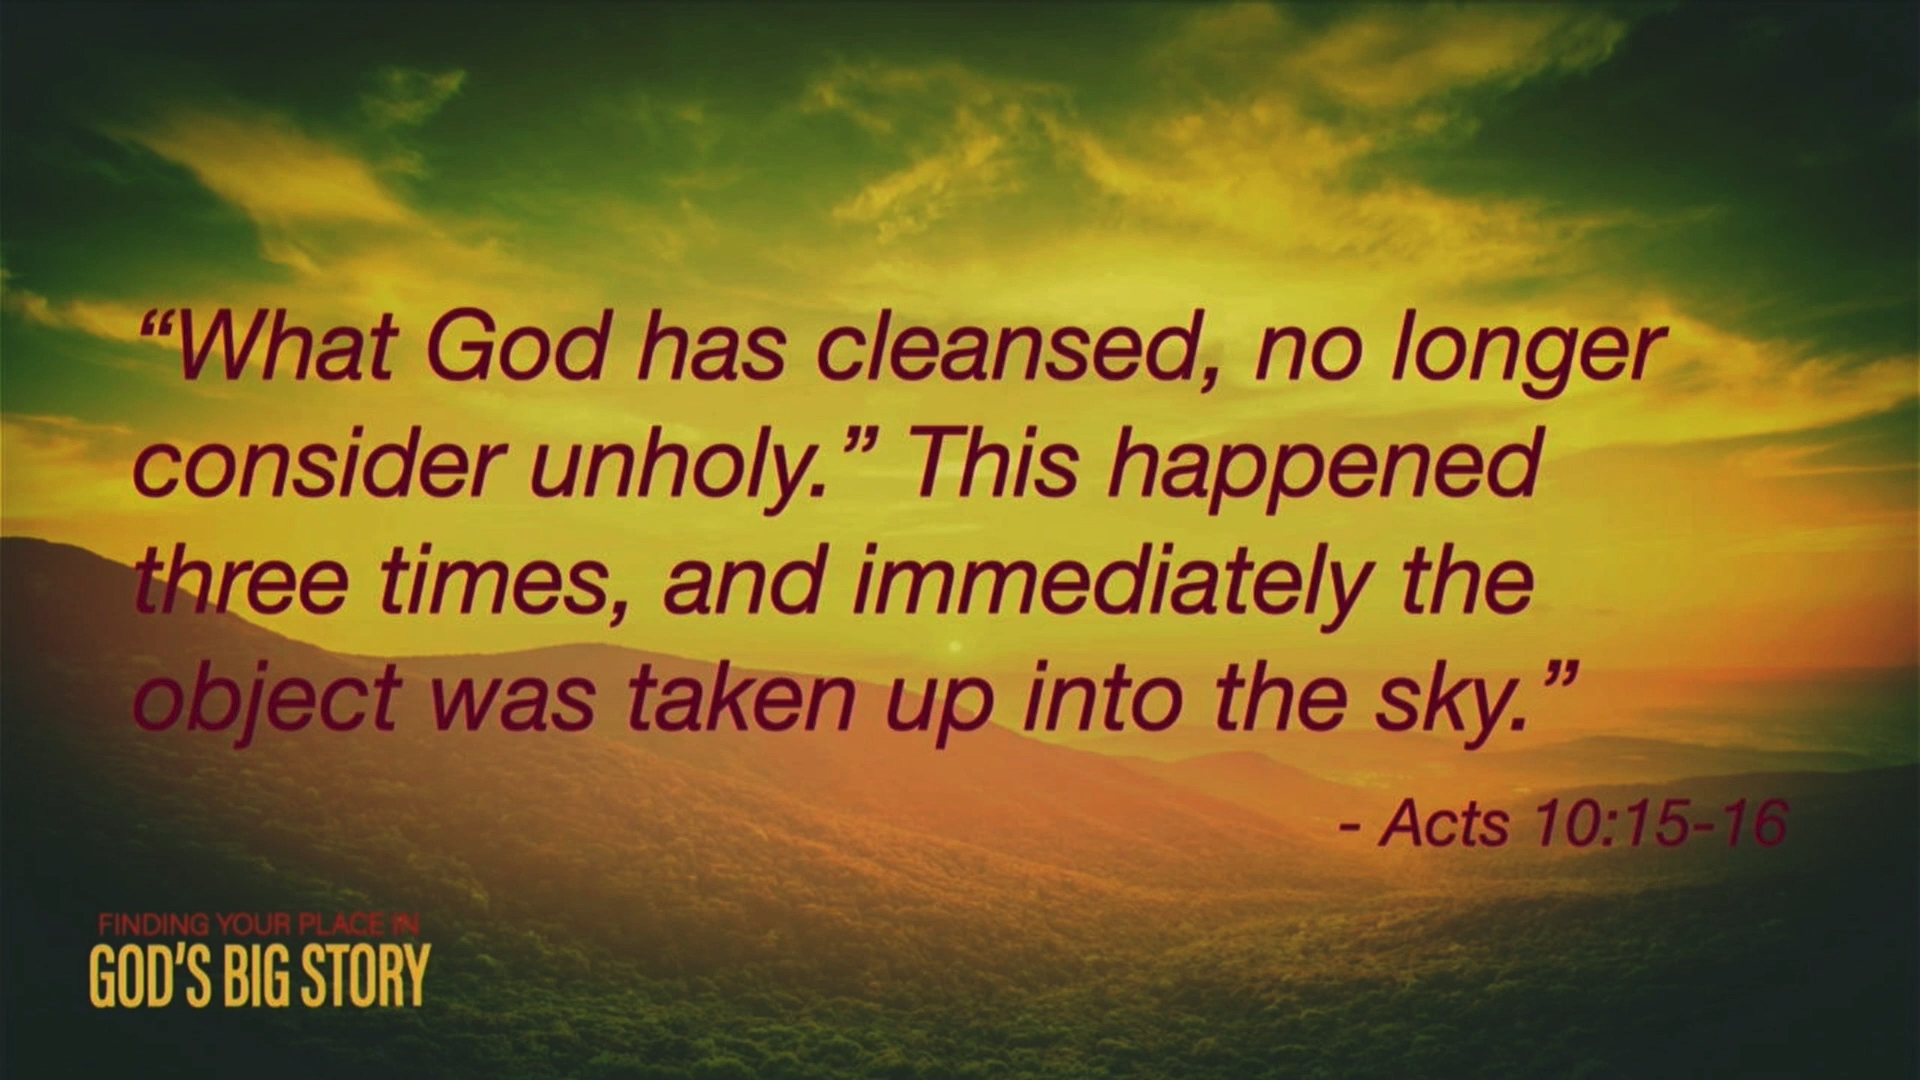 “What God has cleansed, no longer
consider unholy.” This happened
three times, and immediately the
object was taken up into the sky.”
- Acts 10:15-16
FINDING YOUR PLACE IN
GOD'S BIG STORY